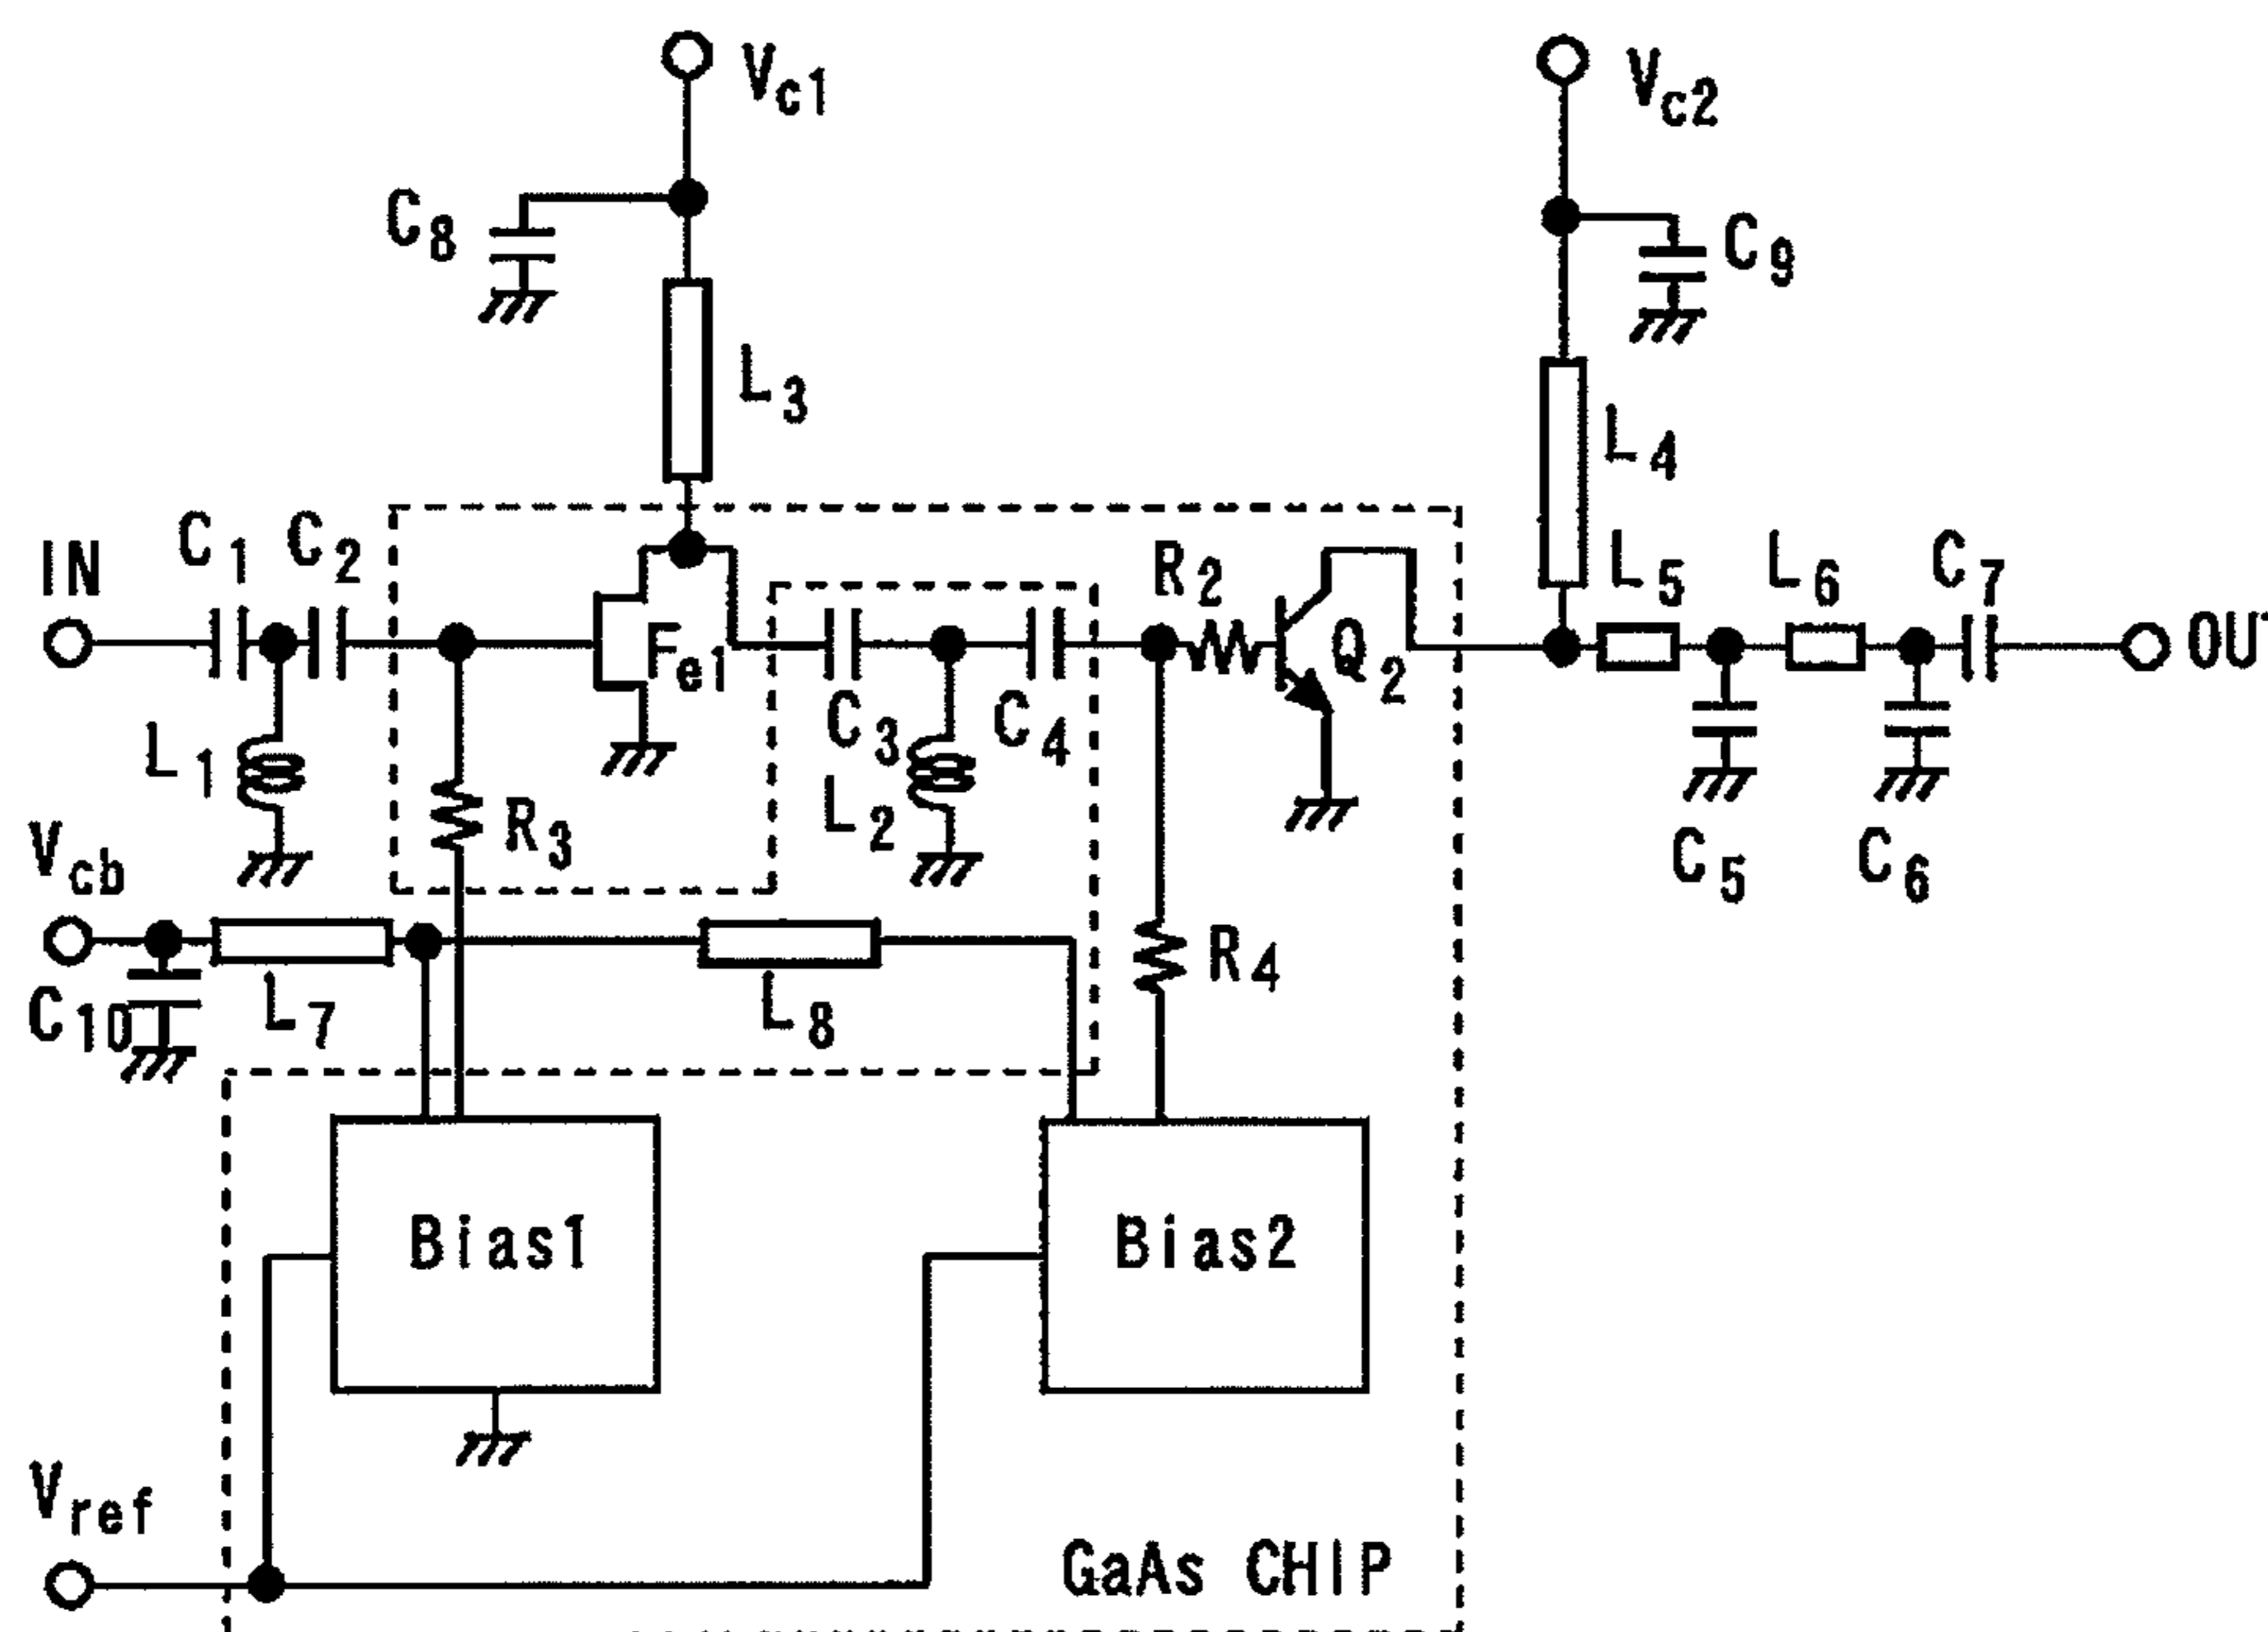 Vc1
Vc2
C8
C9
L3
L4
IN
C1
C2
R2
L5
L6
C7
Fe1
Q2
OUT
L1
C3
C4
R3
L2
C5
C6
Vcb
R4
C10
L7
L8
Bias1
Bias2
Vref
GaAs CHIP